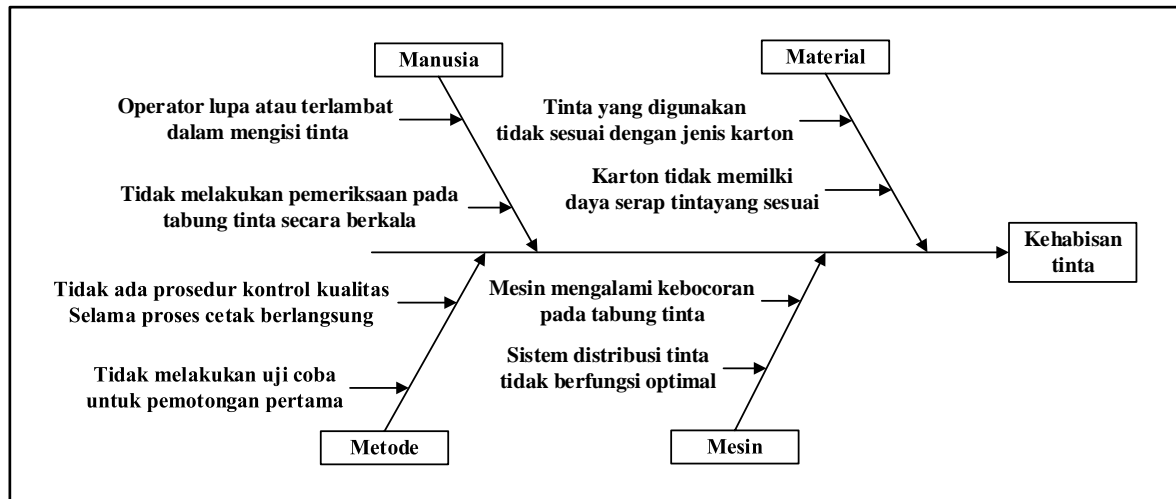 Manusia
Material
Operator lupa atau terlambat
dalam mengisi tinta
Tinta yang digunakan
tidak sesuai dengan jenis karton
Tidak melakukan pemeriksaan pada
tabung tinta secara berkala
Karton tidak memilki
daya serap tintayang sesuai
Kehabisan
tinta
Tidak ada prosedur kontrol kualitas
Selama proses cetak berlangsung
Mesin mengalami kebocoran
pada tabung tinta
Tidak melakukan uji coba
untuk pemotongan pertama
Sistem distribusi tinta
tidak berfungsi optimal
Metode
Mesin